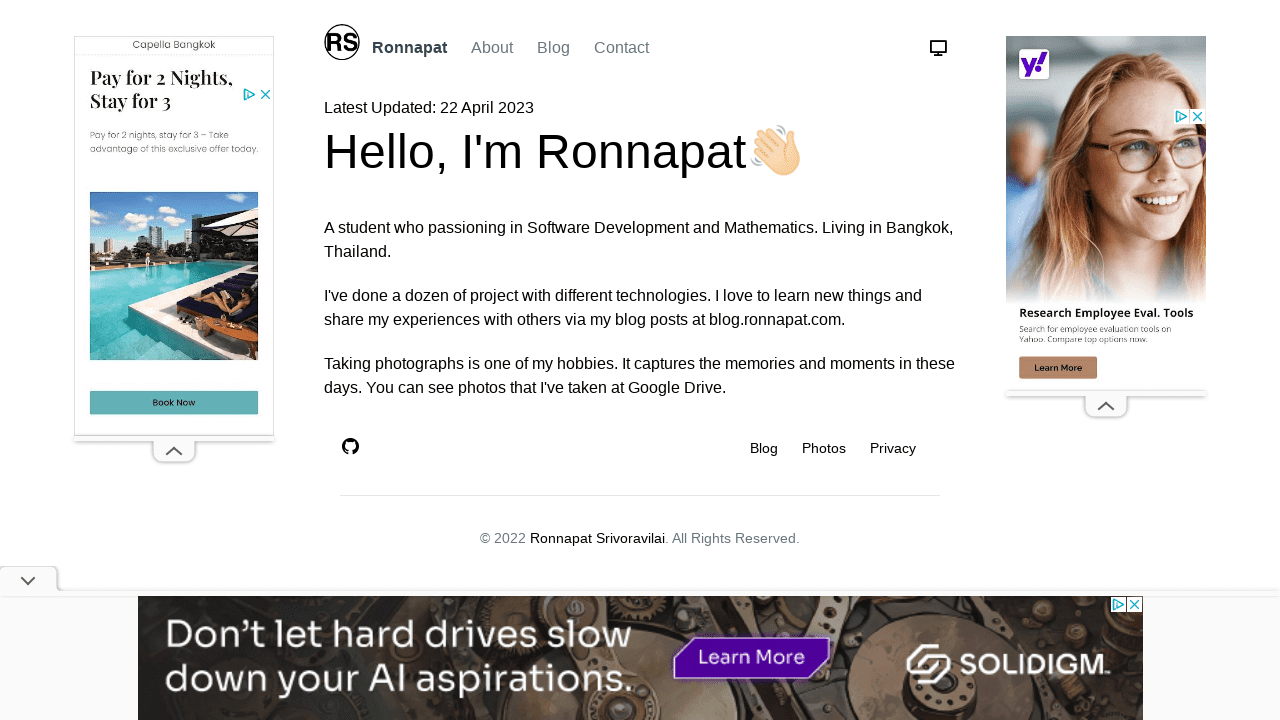 RS
Ronnapat About Blog Contact
Latest Updated: 22 April 2023
Hello, I'm Ronnapat👋🏼
A student who passioning in Software Development and Mathematics. Living in Bangkok,
Thailand.
I've done a dozen of project with different technologies. I love to learn new things and
share my experiences with others via my blog posts at blog.ronnapat.com.
Taking photographs is one of my hobbies. It captures the memories and moments in these
days. You can see photos that I've taken at Google Drive.
Blog Photos Privacy
© 2022 Ronnapat Srivoravilai. All Rights Reserved.
Capella Bangkok
Pay for 2 Nights,
Stay for 3
Pay for 2 nights, stay for 3 – Take
advantage of this exclusive offer today.
Book Now
y!
Research Employee Eval. Tools
Search for employee evaluation tools on
Yahoo. Compare top options now.
Learn More
Don't let hard drives slow
down your AI aspirations.
Learn More
SOLIDIGM™